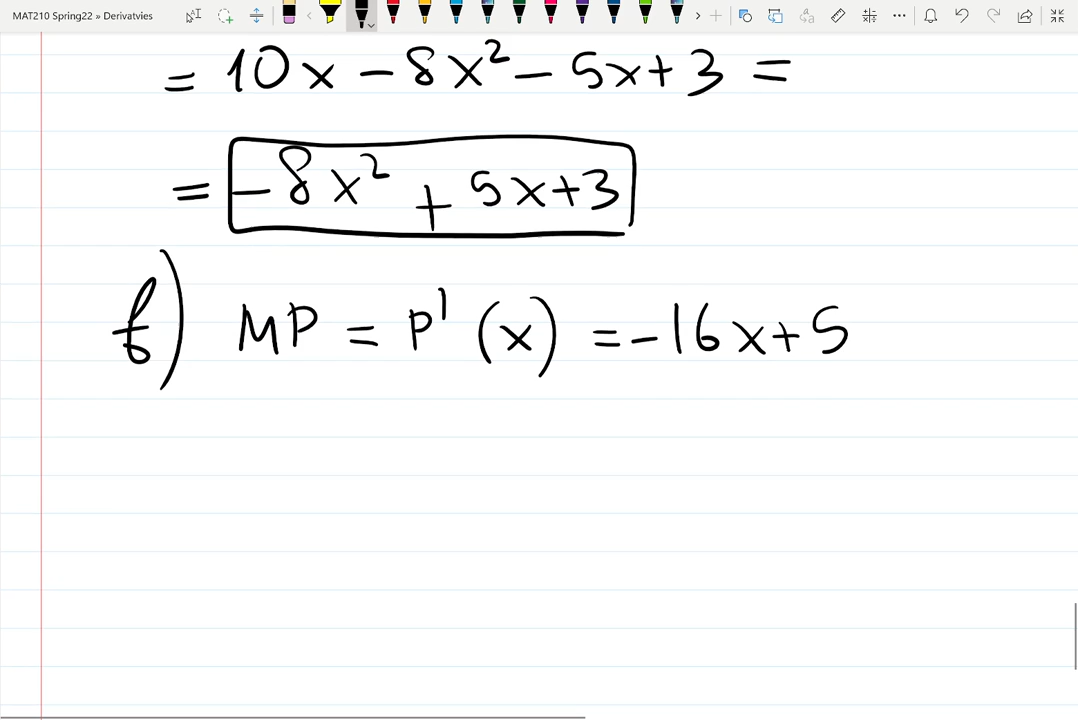 MAT210 Spring22 » Derivatvies
= 10x - 8x² - 5x + 3 =
= -8x² + 5x + 3
f) MP = P'(x) = -16x + 5